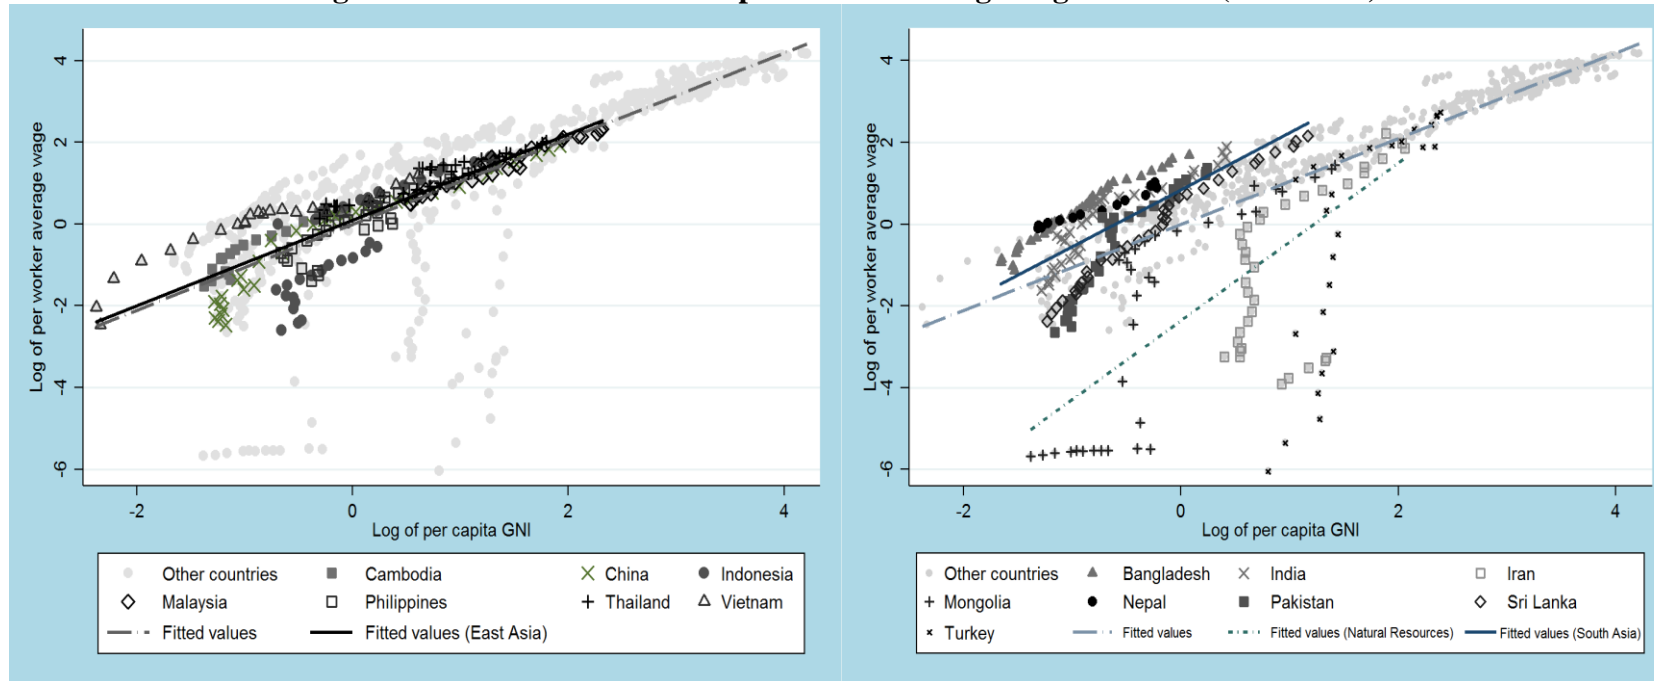 Log of per worker average wage
4
2
0
-2
-4
-6
-2 0 2 4
Log of per capita GNI
Other countries Cambodia China Indonesia
Malaysia Philippines Thailand Vietnam
Fitted values Fitted values (East Asia)
Log of per worker average wage
4
2
0
-2
-4
-6
-2 0 2 4
Log of per capita GNI
Other countries Bangladesh India Iran
Mongolia Nepal Pakistan Sri Lanka
Turkey Fitted values Fitted values (Natural Resources) Fitted values (South Asia)